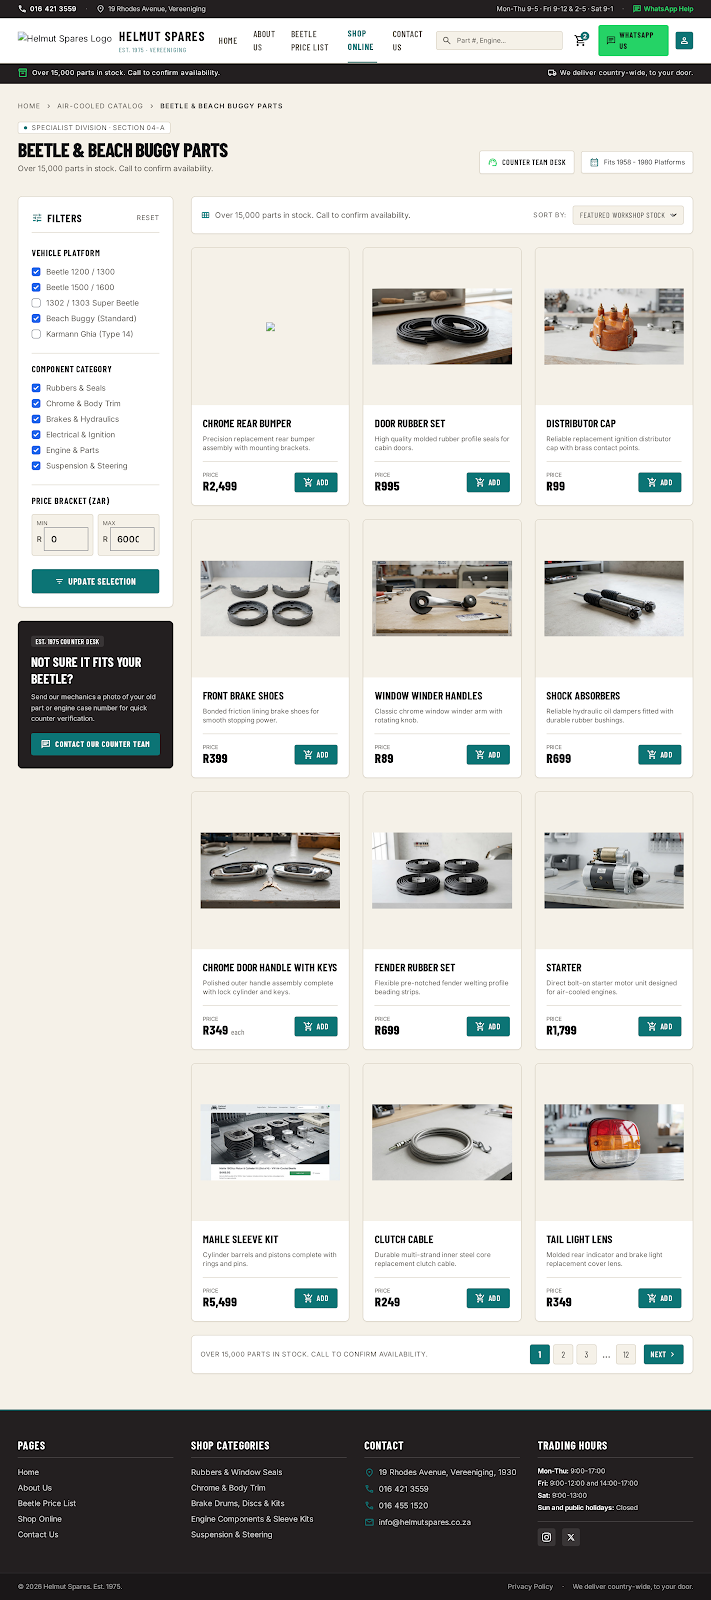 016 421 3559 · 19 Rhodes Avenue, Vereeniging
Mon-Thu 9-5 · Fri 9-12 & 2-5 · Sat 9-1 · WhatsApp Help
Helmut Spares Logo
HELMUT SPARES
EST. 1975 · VEREENIGING
HOME
ABOUT US
BEETLE PRICE LIST
SHOP ONLINE
CONTACT US
Part #, Engine...
2
WHATSAPP US
Over 15,000 parts in stock. Call to confirm availability.
We deliver country-wide, to your door.
HOME > AIR-COOLED CATALOG > BEETLE & BEACH BUGGY PARTS
SPECIALIST DIVISION · SECTION 04-A
BEETLE & BEACH BUGGY PARTS
Over 15,000 parts in stock. Call to confirm availability.
COUNTER TEAM DESK
Fits 1958 - 1980 Platforms
FILTERS
RESET
VEHICLE PLATFORM
Beetle 1200 / 1300
Beetle 1500 / 1600
1302 / 1303 Super Beetle
Beach Buggy (Standard)
Karmann Ghia (Type 14)
COMPONENT CATEGORY
Rubbers & Seals
Chrome & Body Trim
Brakes & Hydraulics
Electrical & Ignition
Engine & Parts
Suspension & Steering
PRICE BRACKET (ZAR)
MIN
R 0
MAX
R 6000
UPDATE SELECTION
EST. 1975 COUNTER DESK
NOT SURE IT FITS YOUR
BEETLE?
Send our mechanics a photo of your old
part or engine case number for quick
counter verification.
CONTACT OUR COUNTER TEAM
Over 15,000 parts in stock. Call to confirm availability.
SORT BY:
FEATURED WORKSHOP STOCK
CHROME REAR BUMPER
Precision replacement rear bumper
assembly with mounting brackets.
PRICE
R2,499
ADD
DOOR RUBBER SET
High quality molded rubber profile seals for
cabin doors.
PRICE
R995
ADD
DISTRIBUTOR CAP
Reliable replacement ignition distributor
cap with brass contact points.
PRICE
R99
ADD
FRONT BRAKE SHOES
Bonded friction lining brake shoes for
smooth stopping power.
PRICE
R399
ADD
WINDOW WINDER HANDLES
Classic chrome window winder arm with
rotating knob.
PRICE
R89
ADD
SHOCK ABSORBERS
Reliable hydraulic oil dampers fitted with
durable rubber bushings.
PRICE
R699
ADD
CHROME DOOR HANDLE WITH KEYS
Polished outer handle assembly complete
with lock cylinder and keys.
PRICE
R349 each
ADD
FENDER RUBBER SET
Flexible pre-notched fender welting profile
beading strips.
PRICE
R699
ADD
STARTER
Direct bolt-on starter motor unit designed
for air-cooled engines.
PRICE
R1,799
ADD
MAHLE SLEEVE KIT
Cylinder barrels and pistons complete with
rings and pins.
PRICE
R5,499
ADD
CLUTCH CABLE
Durable multi-strand inner steel core
replacement clutch cable.
PRICE
R249
ADD
TAIL LIGHT LENS
Molded rear indicator and brake light
replacement cover lens.
PRICE
R349
ADD
OVER 15,000 PARTS IN STOCK. CALL TO CONFIRM AVAILABILITY.
1 2 3 ... 12 NEXT >
PAGES
Home
About Us
Beetle Price List
Shop Online
Contact Us
SHOP CATEGORIES
Rubbers & Window Seals
Chrome & Body Trim
Brake Drums, Discs & Kits
Engine Components & Sleeve Kits
Suspension & Steering
CONTACT
19 Rhodes Avenue, Vereeniging, 1930
016 421 3559
016 455 1520
info@helmutspares.co.za
TRADING HOURS
Mon-Thu: 9:00-17:00
Fri: 9:00-12:00 and 14:00-17:00
Sat: 9:00-13:00
Sun and public holidays: Closed
© 2026 Helmut Spares. Est. 1975.
Privacy Policy · We deliver country-wide, to your door.